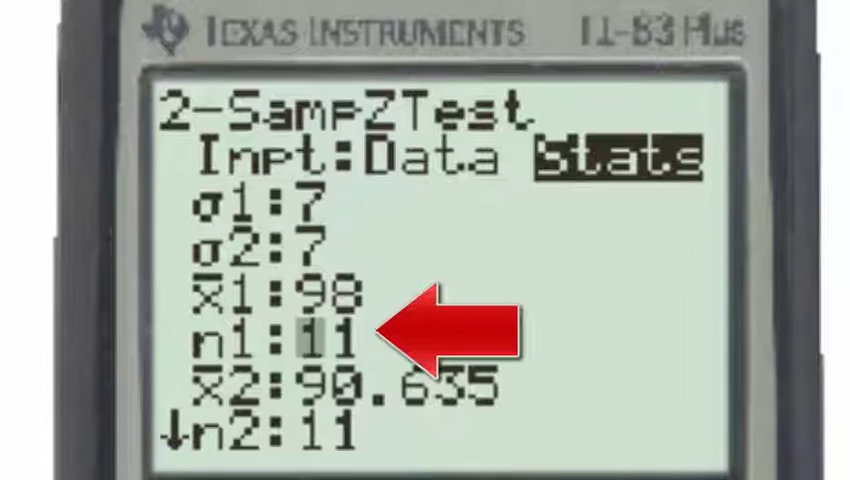 TEXAS INSTRUMENTS TI-83 Plus
2-SampZTest
Inpt:Data Stats
σ1:7
σ2:7
x̄1:98
n1:11
x̄2:90.635
↓n2:11